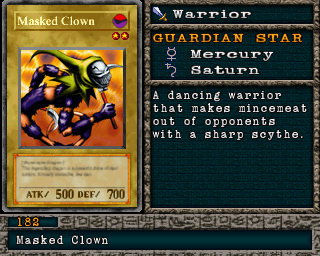 Masked Clown
ATK/ 500 DEF/ 700
Warrior
GUARDIAN STAR
Mercury
Saturn
A dancing warrior
that makes mincemeat
out of opponents
with a sharp scythe.
182
Masked Clown